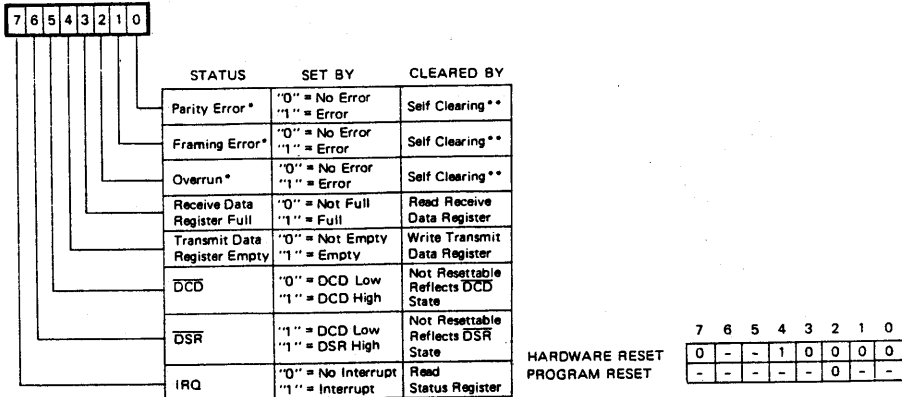 7 6 5 4 3 2 1 0
STATUS SET BY CLEARED BY
Parity Error* "0" = No Error "1" = Error Self Clearing**
Framing Error* "0" = No Error "1" = Error Self Clearing**
Overrun* "0" = No Error "1" = Error Self Clearing**
Receive Data Register Full "0" = Not Full "1" = Full Read Receive Data Register
Transmit Data Register Empty "0" = Not Empty "1" = Empty Write Transmit Data Register
D̅C̅D̅ "0" = DCD Low "1" = DCD High Not Resettable Reflects D̅C̅D̅ State
D̅S̅R̅ "1" = DCD Low "1" = DSR High Not Resettable Reflects D̅S̅R̅ State
IRQ "0" = No Interrupt "1" = Interrupt Read Status Register
7 6 5 4 3 2 1 0
HARDWARE RESET 0 - - 1 0 0 0 0
PROGRAM RESET - - - - - 0 - -